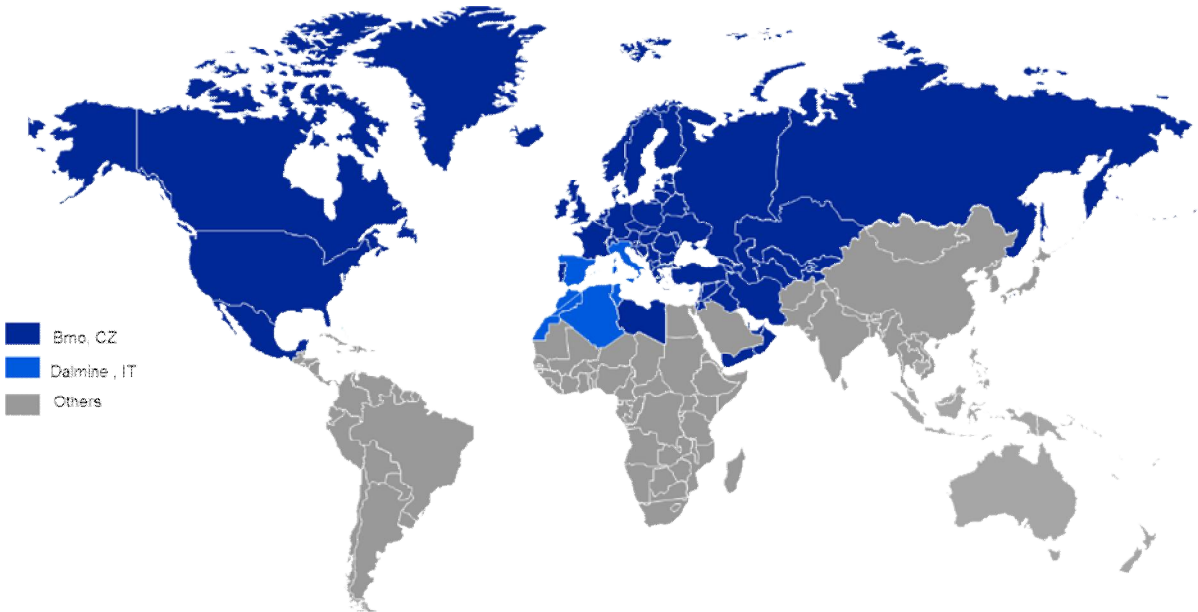 Brno, CZ
Dalmine , IT
Others